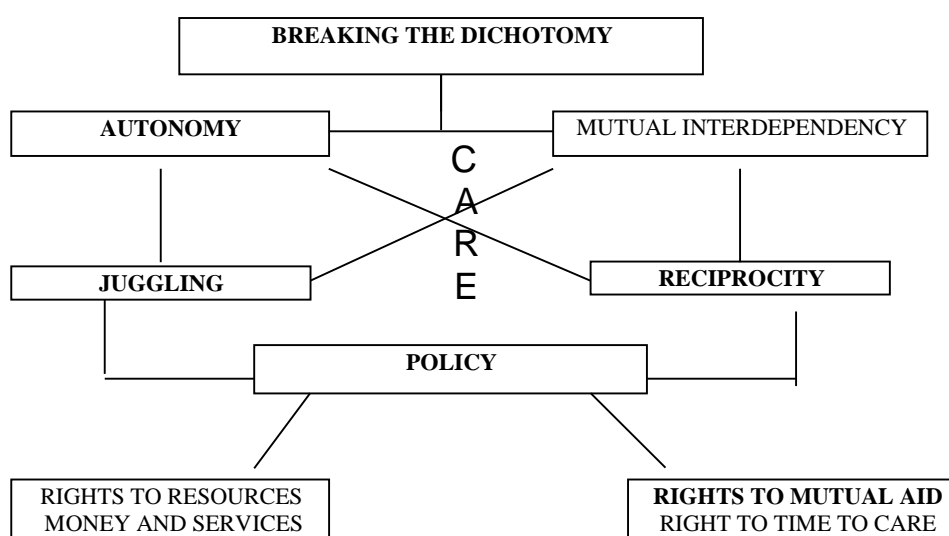 BREAKING THE DICHOTOMY
AUTONOMY
MUTUAL INTERDEPENDENCY
C
A
R
E
JUGGLING
RECIPROCITY
POLICY
RIGHTS TO RESOURCES
MONEY AND SERVICES
RIGHTS TO MUTUAL AID
RIGHT TO TIME TO CARE